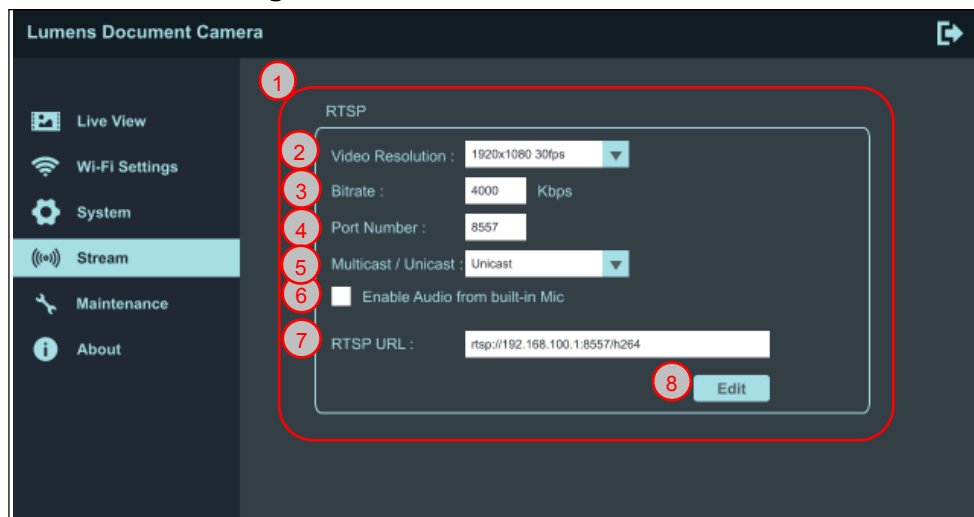 Lumens Document Camera
1
RTSP
Live View
2 Video Resolution : 1920x1080 30fps
Wi-Fi Settings
3 Bitrate : 4000 Kbps
System
4 Port Number : 8557
Stream
5 Multicast / Unicast : Unicast
6 Enable Audio from built-in Mic
Maintenance
7 RTSP URL : rtsp://192.168.100.1:8557/h264
About
8 Edit